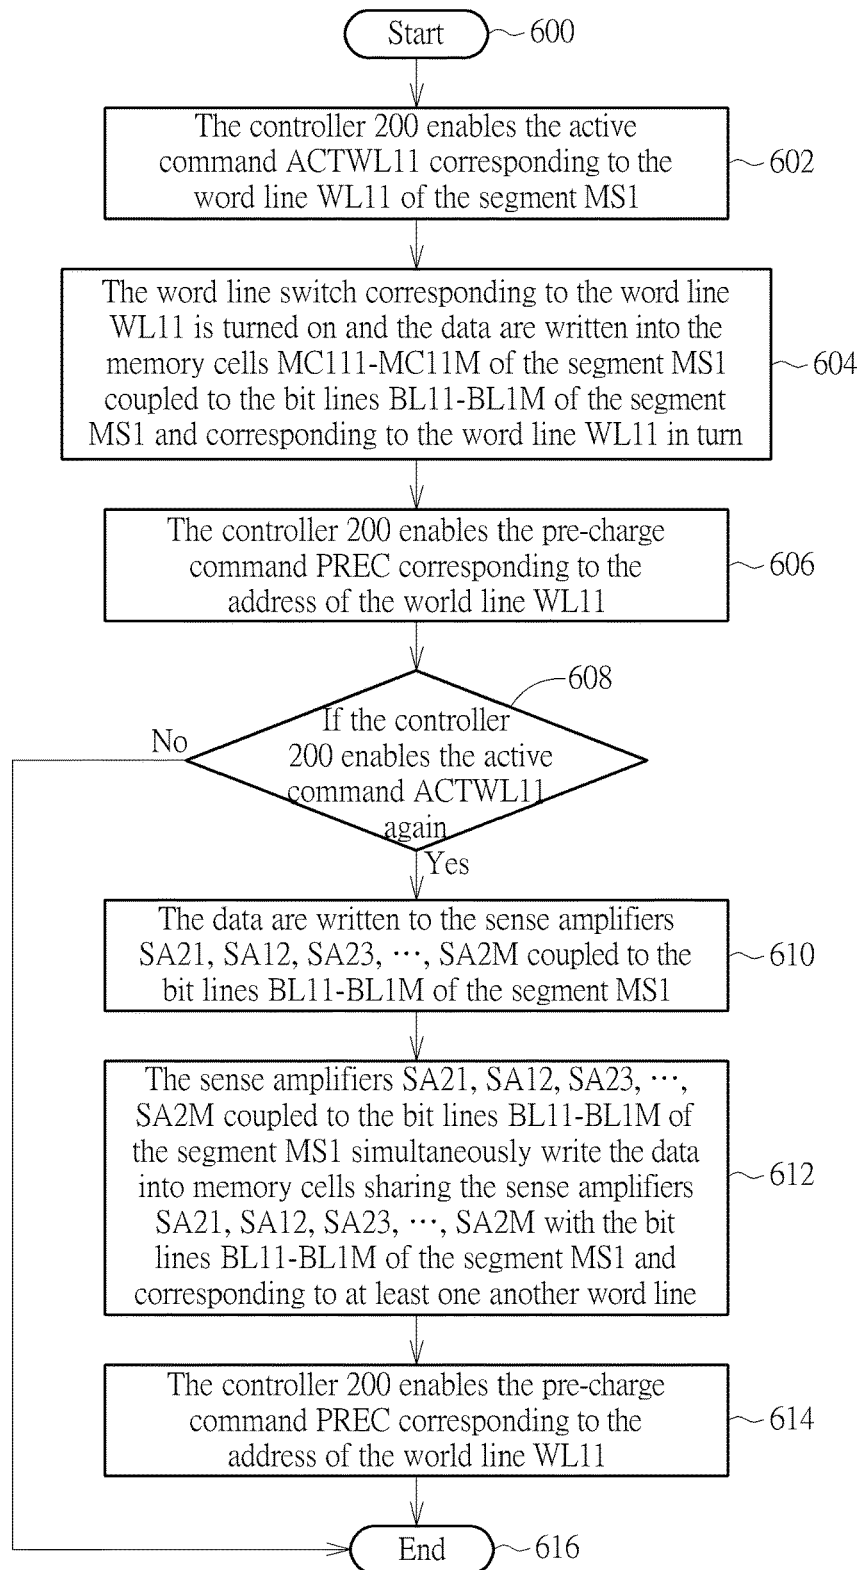 Start
600
The controller 200 enables the active
command ACTWL11 corresponding to the
word line WL11 of the segment MS1
602
The word line switch corresponding to the word line
WL11 is turned on and the data are written into the
memory cells MC111-MC11M of the segment MS1
coupled to the bit lines BL11-BL1M of the segment
MS1 and corresponding to the word line WL11 in turn
604
The controller 200 enables the pre-charge
command PREC corresponding to the
address of the world line WL11
606
608
If the controller
200 enables the active
command ACTWL11
again
No
Yes
The data are written to the sense amplifiers
SA21, SA12, SA23, ⋯, SA2M coupled to the
bit lines BL11-BL1M of the segment MS1
610
The sense amplifiers SA21, SA12, SA23, ⋯,
SA2M coupled to the bit lines BL11-BL1M of
the segment MS1 simultaneously write the data
into memory cells sharing the sense amplifiers
SA21, SA12, SA23, ⋯, SA2M with the bit
lines BL11-BL1M of the segment MS1 and
corresponding to at least one another word line
612
The controller 200 enables the pre-charge
command PREC corresponding to the
address of the world line WL11
614
End
616